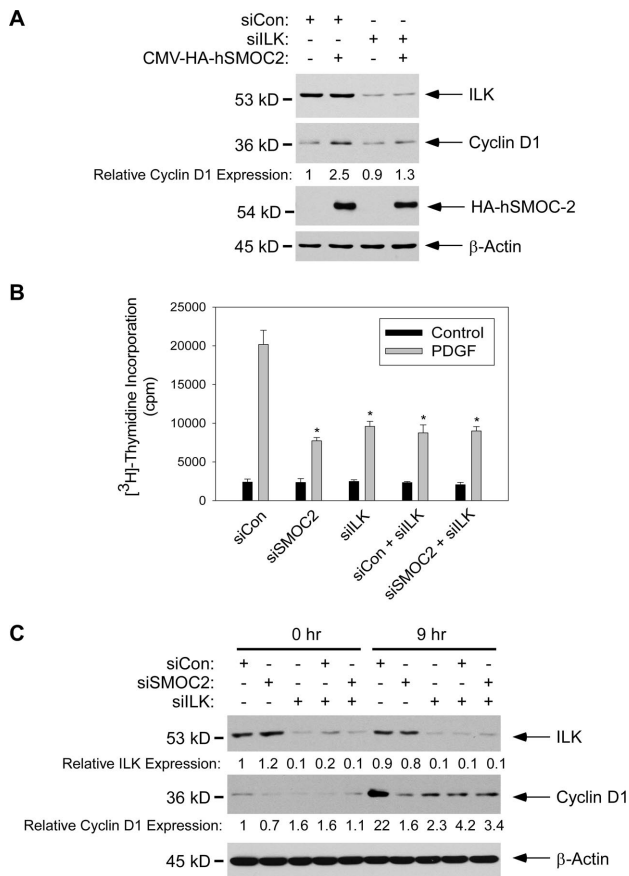 A
siCon: + + - -
siILK: - - + +
CMV-HA-hSMOC2: - + - +
53 kD ILK
36 kD Cyclin D1
Relative Cyclin D1 Expression: 1 2.5 0.9 1.3
54 kD HA-hSMOC-2
45 kD β-Actin
B
[³H]-Thymidine Incorporation (cpm)
25000
20000
15000
10000
5000
0
Control
PDGF
* * * *
siCon siSMOC2 siILK siCon + siILK siSMOC2 + siILK
C
0 hr 9 hr
siCon: + - - + - + - - + -
siSMOC2: - + - - + - + - - +
siILK: - - + + + - - + + +
53 kD ILK
Relative ILK Expression: 1 1.2 0.1 0.2 0.1 0.9 0.8 0.1 0.1 0.1
36 kD Cyclin D1
Relative Cyclin D1 Expression: 1 0.7 1.6 1.6 1.1 22 1.6 2.3 4.2 3.4
45 kD β-Actin